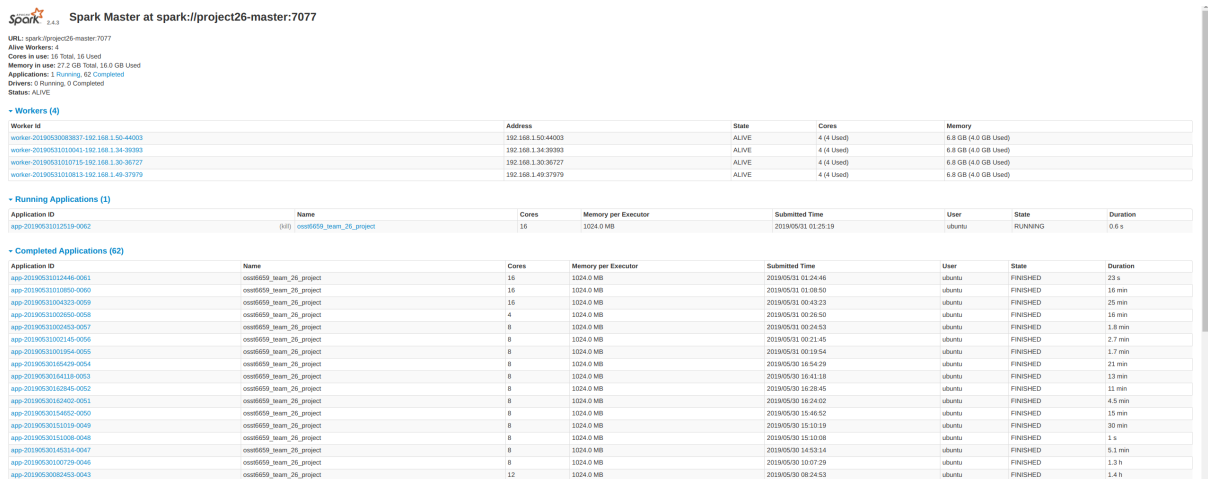 APACHE Spark 2.4.3 Spark Master at spark://project26-master:7077
URL: spark://project26-master:7077
Alive Workers: 4
Cores in use: 16 Total, 16 Used
Memory in use: 27.2 GB Total, 16.0 GB Used
Applications: 1 Running, 62 Completed
Drivers: 0 Running, 0 Completed
Status: ALIVE
Workers (4)
Worker Id Address State Cores Memory
worker-20190530083837-192.168.1.50-44003 192.168.1.50:44003 ALIVE 4 (4 Used) 6.8 GB (4.0 GB Used)
worker-20190531010041-192.168.1.34-39393 192.168.1.34:39393 ALIVE 4 (4 Used) 6.8 GB (4.0 GB Used)
worker-20190531010715-192.168.1.30-36727 192.168.1.30:36727 ALIVE 4 (4 Used) 6.8 GB (4.0 GB Used)
worker-20190531010813-192.168.1.49-37979 192.168.1.49:37979 ALIVE 4 (4 Used) 6.8 GB (4.0 GB Used)
Running Applications (1)
Application ID Name Cores Memory per Executor Submitted Time User State Duration
app-20190531012519-0062 (kill) osst6659_team_26_project 16 1024.0 MB 2019/05/31 01:25:19 ubuntu RUNNING 0.6 s
Completed Applications (62)
Application ID Name Cores Memory per Executor Submitted Time User State Duration
app-20190531012446-0061 osst6659_team_26_project 16 1024.0 MB 2019/05/31 01:24:46 ubuntu FINISHED 23 s
app-20190531010850-0060 osst6659_team_26_project 16 1024.0 MB 2019/05/31 01:08:50 ubuntu FINISHED 16 min
app-20190531004323-0059 osst6659_team_26_project 16 1024.0 MB 2019/05/31 00:43:23 ubuntu FINISHED 25 min
app-20190531002650-0058 osst6659_team_26_project 4 1024.0 MB 2019/05/31 00:26:50 ubuntu FINISHED 16 min
app-20190531002453-0057 osst6659_team_26_project 8 1024.0 MB 2019/05/31 00:24:53 ubuntu FINISHED 1.8 min
app-20190531002145-0056 osst6659_team_26_project 8 1024.0 MB 2019/05/31 00:21:45 ubuntu FINISHED 2.7 min
app-20190531001954-0055 osst6659_team_26_project 8 1024.0 MB 2019/05/31 00:19:54 ubuntu FINISHED 1.7 min
app-20190530165429-0054 osst6659_team_26_project 8 1024.0 MB 2019/05/30 16:54:29 ubuntu FINISHED 21 min
app-20190530164118-0053 osst6659_team_26_project 8 1024.0 MB 2019/05/30 16:41:18 ubuntu FINISHED 13 min
app-20190530162845-0052 osst6659_team_26_project 8 1024.0 MB 2019/05/30 16:28:45 ubuntu FINISHED 11 min
app-20190530162402-0051 osst6659_team_26_project 8 1024.0 MB 2019/05/30 16:24:02 ubuntu FINISHED 4.5 min
app-20190530154652-0050 osst6659_team_26_project 8 1024.0 MB 2019/05/30 15:46:52 ubuntu FINISHED 15 min
app-20190530151019-0049 osst6659_team_26_project 8 1024.0 MB 2019/05/30 15:10:19 ubuntu FINISHED 30 min
app-20190530151008-0048 osst6659_team_26_project 8 1024.0 MB 2019/05/30 15:10:08 ubuntu FINISHED 1 s
app-20190530145314-0047 osst6659_team_26_project 8 1024.0 MB 2019/05/30 14:53:14 ubuntu FINISHED 5.1 min
app-20190530100729-0046 osst6659_team_26_project 8 1024.0 MB 2019/05/30 10:07:29 ubuntu FINISHED 1.3 h
app-20190530082453-0043 osst6659_team_26_project 12 1024.0 MB 2019/05/30 08:24:53 ubuntu FINISHED 1.4 h